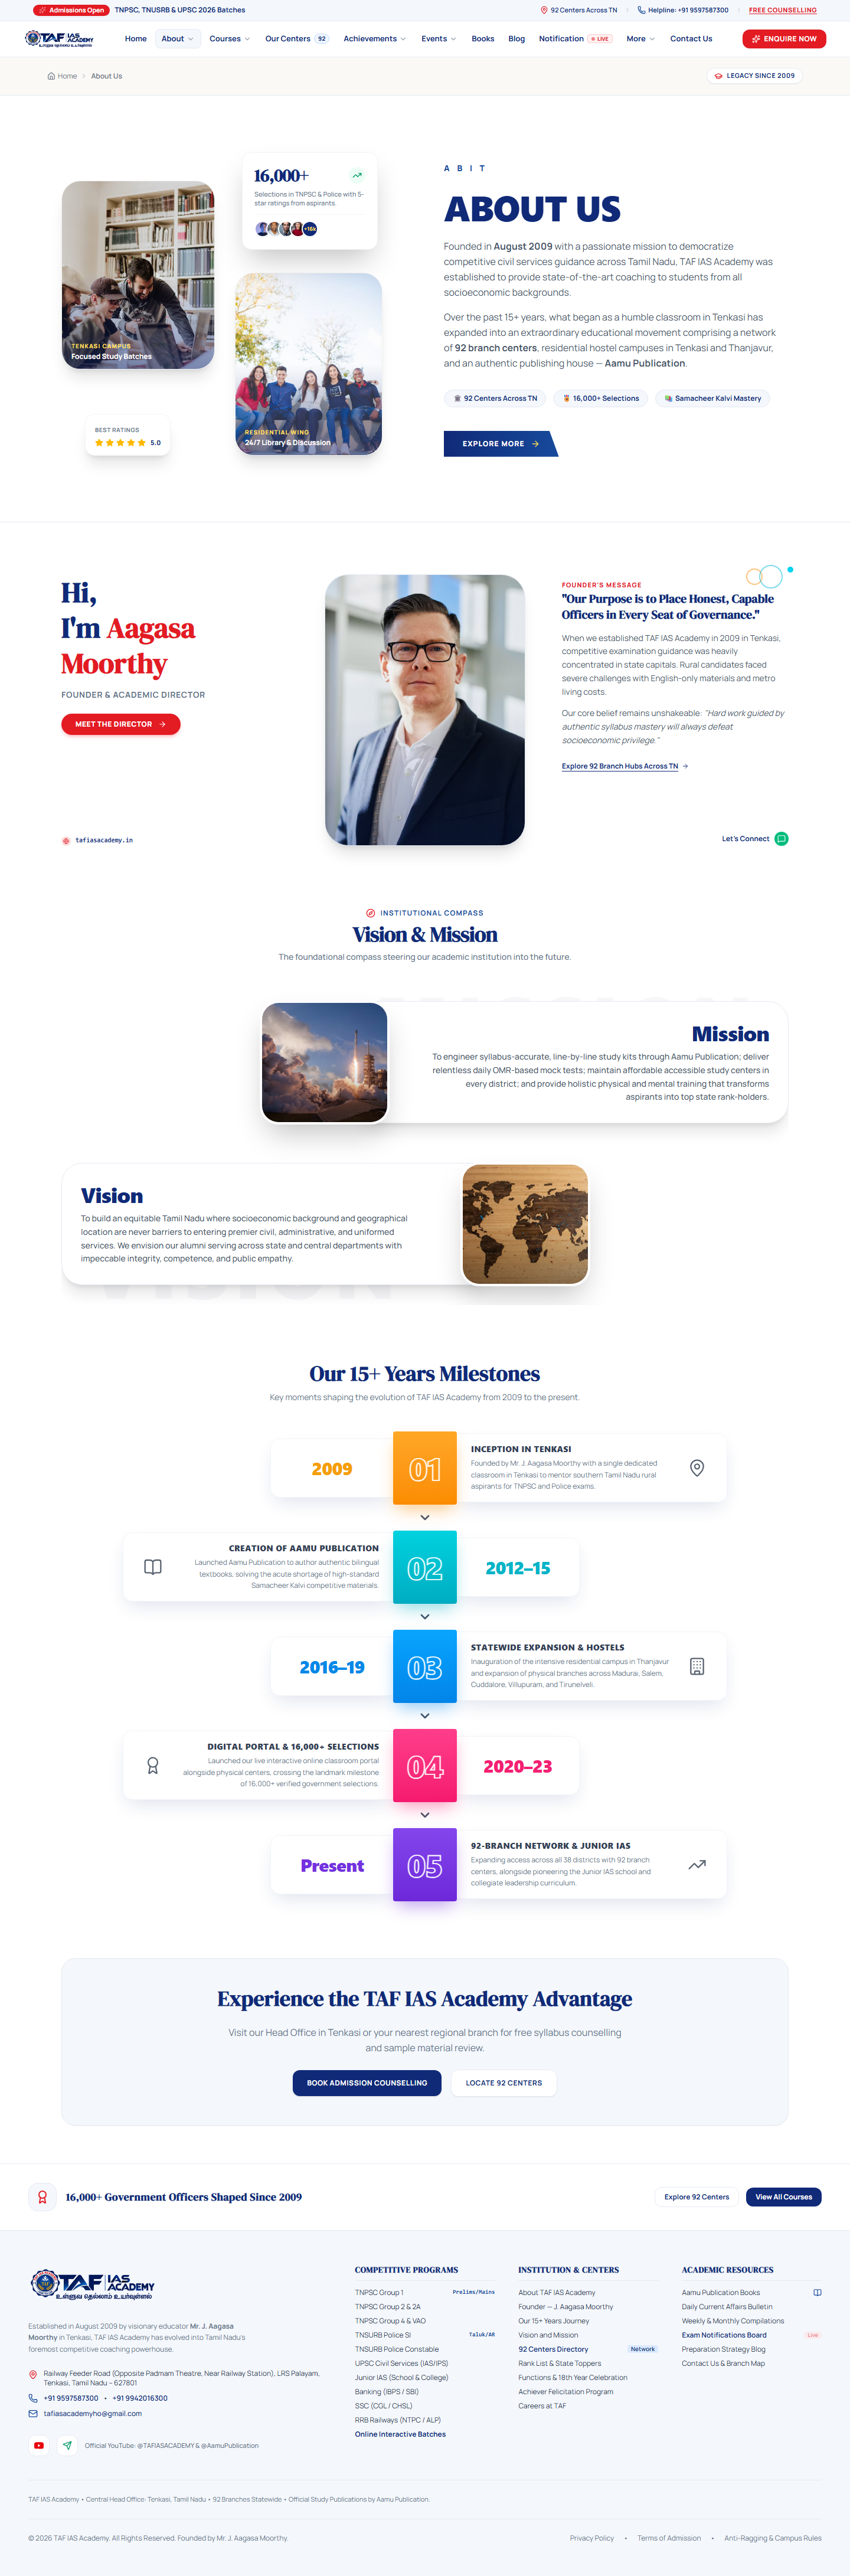 Admissions Open TNPSC, TNUSRB & UPSC 2026 Batches
92 Centers Across TN
Helpline: +91 9597587300
FREE COUNSELLING
TAF IAS ACADEMY
Home
About
Courses
Our Centers 92
Achievements
Events
Books
Blog
Notification LIVE
More
Contact Us
ENQUIRE NOW
Home > About Us
LEGACY SINCE 2009
16,000+
Selections in TNPSC & Police with 5-
star ratings from aspirants.
+16k
TENKASI CAMPUS
Focused Study Batches
RESIDENTIAL WING
24/7 Library & Discussion
BEST RATINGS
5.0
ABIT
ABOUT US
Founded in August 2009 with a passionate mission to democratize
competitive civil services guidance across Tamil Nadu, TAF IAS Academy was
established to provide state-of-the-art coaching to students from all
socioeconomic backgrounds.
Over the past 15+ years, what began as a humble classroom in Tenkasi has
expanded into an extraordinary educational movement comprising a network
of 92 branch centers, residential hostel campuses in Tenkasi and Thanjavur,
and an authentic publishing house — Aamu Publication.
92 Centers Across TN
16,000+ Selections
Samacheer Kalvi Mastery
EXPLORE MORE
Hi,
I'm Aagasa
Moorthy
FOUNDER & ACADEMIC DIRECTOR
MEET THE DIRECTOR
tafiasacademy.in
FOUNDER'S MESSAGE
"Our Purpose is to Place Honest, Capable
Officers in Every Seat of Governance."
When we established TAF IAS Academy in 2009 in Tenkasi,
competitive examination guidance was heavily
concentrated in state capitals. Rural candidates faced
severe challenges with English-only materials and metro
living costs.
Our core belief remains unshakeable: "Hard work guided by
authentic syllabus mastery will always defeat
socioeconomic privilege."
Explore 92 Branch Hubs Across TN
Let's Connect
INSTITUTIONAL COMPASS
Vision & Mission
The foundational compass steering our academic institution into the future.
Mission
To engineer syllabus-accurate, line-by-line study kits through Aamu Publication; deliver
relentless daily OMR-based mock tests; maintain affordable accessible study centers in
every district; and provide holistic physical and mental training that transforms
aspirants into top state rank-holders.
Vision
To build an equitable Tamil Nadu where socioeconomic background and geographical
location are never barriers to entering premier civil, administrative, and uniformed
services. We envision our alumni serving across state and central departments with
impeccable integrity, competence, and public empathy.
Our 15+ Years Milestones
Key moments shaping the evolution of TAF IAS Academy from 2009 to the present.
2009
01
INCEPTION IN TENKASI
Founded by Mr. J. Aagasa Moorthy with a single dedicated
classroom in Tenkasi to mentor southern Tamil Nadu rural
aspirants for TNPSC and Police exams.
CREATION OF AAMU PUBLICATION
Launched Aamu Publication to author authentic bilingual
textbooks, solving the acute shortage of high-standard
Samacheer Kalvi competitive materials.
02
2012–15
2016–19
03
STATEWIDE EXPANSION & HOSTELS
Inauguration of the intensive residential campus in Thanjavur
and expansion of physical branches across Madurai, Salem,
Cuddalore, Villupuram, and Tirunelveli.
DIGITAL PORTAL & 16,000+ SELECTIONS
Launched our live interactive online classroom portal
alongside physical centers, crossing the landmark milestone
of 16,000+ verified government selections.
04
2020–23
Present
05
92-BRANCH NETWORK & JUNIOR IAS
Expanding access across all 38 districts with 92 branch
centers, alongside pioneering the Junior IAS school and
collegiate leadership curriculum.
Experience the TAF IAS Academy Advantage
Visit our Head Office in Tenkasi or your nearest regional branch for free syllabus counselling
and sample material review.
BOOK ADMISSION COUNSELLING
LOCATE 92 CENTERS
16,000+ Government Officers Shaped Since 2009
Explore 92 Centers
View All Courses
TAF IAS ACADEMY
உள்ளுவ தெல்லாம் உயர்வுள்ளல்
Established in August 2009 by visionary educator Mr. J. Aagasa
Moorthy in Tenkasi, TAF IAS Academy has evolved into Tamil Nadu's
foremost competitive coaching powerhouse.
Railway Feeder Road (Opposite Padmam Theatre, Near Railway Station), LRS Palayam,
Tenkasi, Tamil Nadu – 627801
+91 9597587300 • +91 9942016300
tafiasacademyho@gmail.com
Official YouTube: @TAFIASACADEMY & @AamuPublication
COMPETITIVE PROGRAMS
TNPSC Group 1 Prelims/Mains
TNPSC Group 2 & 2A
TNPSC Group 4 & VAO
TNSURB Police SI Taluk/AR
TNSURB Police Constable
UPSC Civil Services (IAS/IPS)
Junior IAS (School & College)
Banking (IBPS / SBI)
SSC (CGL / CHSL)
RRB Railways (NTPC / ALP)
Online Interactive Batches
INSTITUTION & CENTERS
About TAF IAS Academy
Founder — J. Aagasa Moorthy
Our 15+ Years Journey
Vision and Mission
92 Centers Directory Network
Rank List & State Toppers
Functions & 18th Year Celebration
Achiever Felicitation Program
Careers at TAF
ACADEMIC RESOURCES
Aamu Publication Books
Daily Current Affairs Bulletin
Weekly & Monthly Compilations
Exam Notifications Board Live
Preparation Strategy Blog
Contact Us & Branch Map
TAF IAS Academy • Central Head Office: Tenkasi, Tamil Nadu • 92 Branches Statewide • Official Study Publications by Aamu Publication.
© 2026 TAF IAS Academy. All Rights Reserved. Founded by Mr. J. Aagasa Moorthy.
Privacy Policy • Terms of Admission • Anti-Ragging & Campus Rules